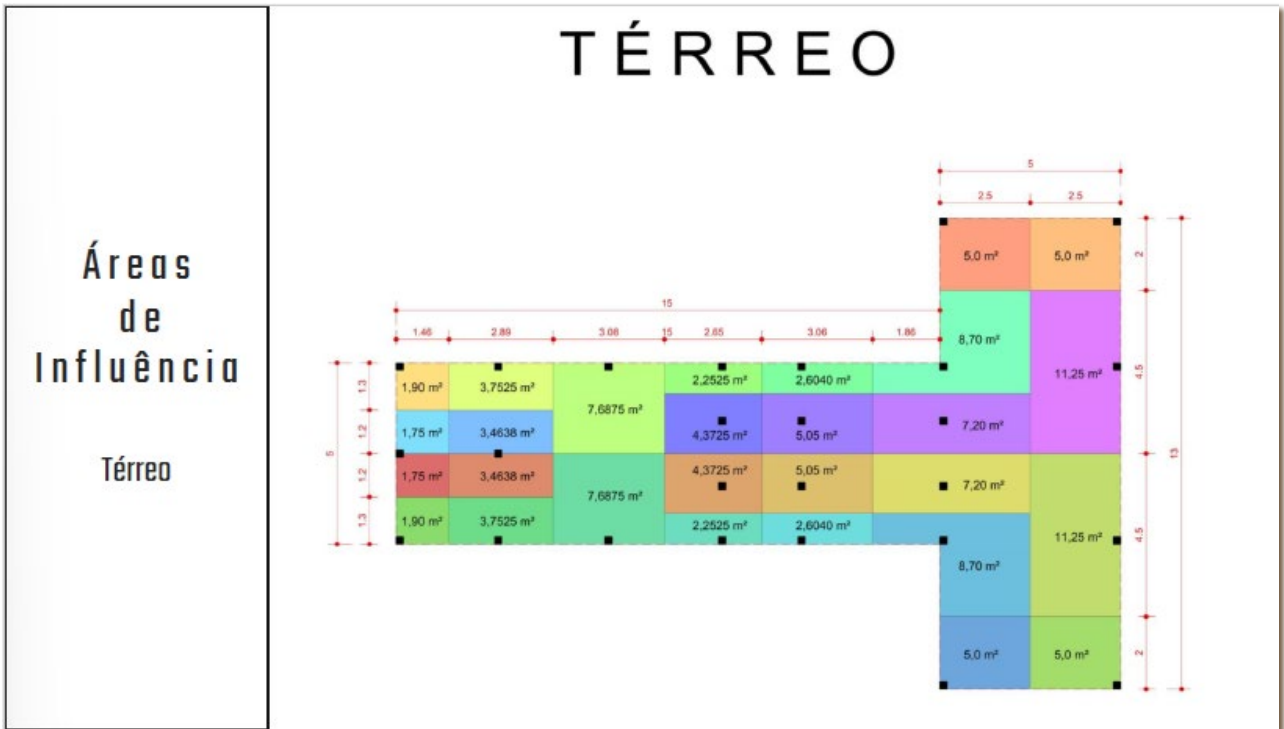 TÉRREO
Áreas
de
Influência
Térreo
5
2.5 2.5
5,0 m² 5,0 m²
2
15
1.46 2.89 3.06 15 2.65 3.06 1.86
8,70 m²
11,25 m²
4.5
1,90 m² 3,7525 m² 7,6875 m² 2,2525 m² 2,6040 m²
1.3
1,75 m² 3,4638 m² 4,3725 m² 5,05 m² 7,20 m²
1.2
5
13
1,75 m² 3,4638 m² 7,6875 m² 4,3725 m² 5,05 m² 7,20 m²
1.2
1,90 m² 3,7525 m² 2,2525 m² 2,6040 m²
1.3
11,25 m²
4.5
8,70 m²
5,0 m² 5,0 m²
2